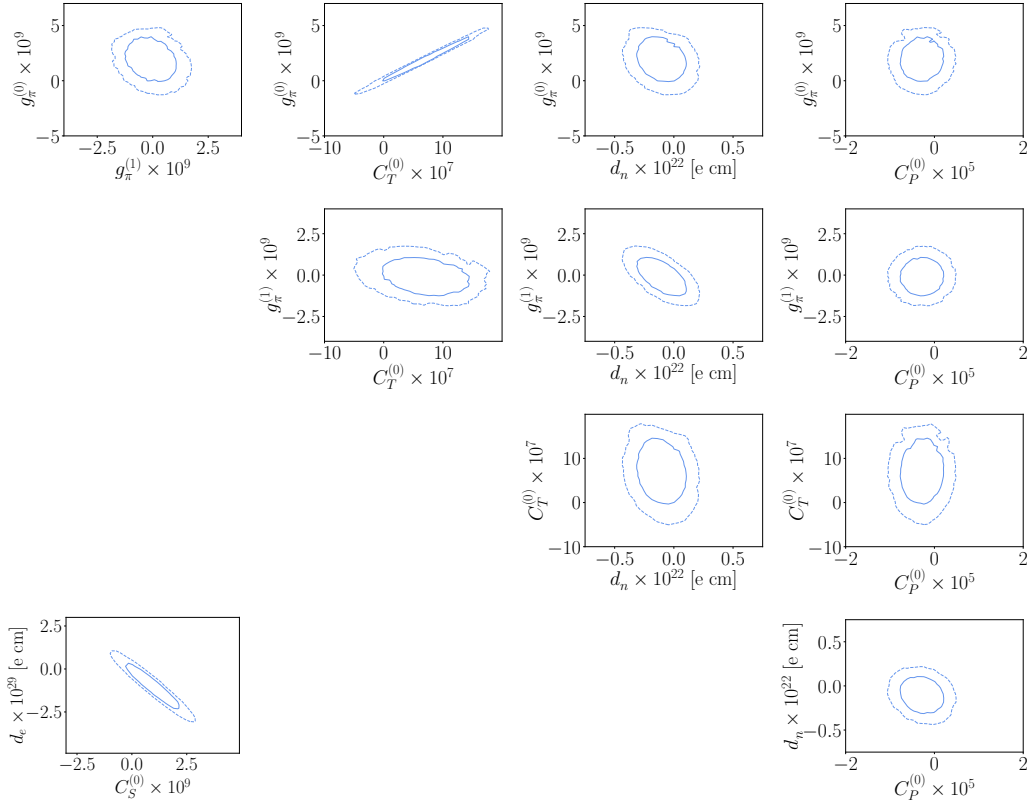 5
0
−5
g_π^(0) × 10^9
−2.5 0.0 2.5
g_π^(1) × 10^9
5
0
−5
g_π^(0) × 10^9
−10 0 10
C_T^(0) × 10^7
5
0
−5
g_π^(0) × 10^9
−0.5 0.0 0.5
d_n × 10^22 [e cm]
5
0
−5
g_π^(0) × 10^9
−2 0 2
C_P^(0) × 10^5
2.5
0.0
−2.5
g_π^(1) × 10^9
−10 0 10
C_T^(0) × 10^7
2.5
0.0
−2.5
g_π^(1) × 10^9
−0.5 0.0 0.5
d_n × 10^22 [e cm]
2.5
0.0
−2.5
g_π^(1) × 10^9
−2 0 2
C_P^(0) × 10^5
10
0
−10
C_T^(0) × 10^7
−0.5 0.0 0.5
d_n × 10^22 [e cm]
10
0
−10
C_T^(0) × 10^7
−2 0 2
C_P^(0) × 10^5
2.5
0.0
−2.5
d_e × 10^29 [e cm]
−2.5 0.0 2.5
C_S^(0) × 10^9
0.5
0.0
−0.5
d_n × 10^22 [e cm]
−2 0 2
C_P^(0) × 10^5